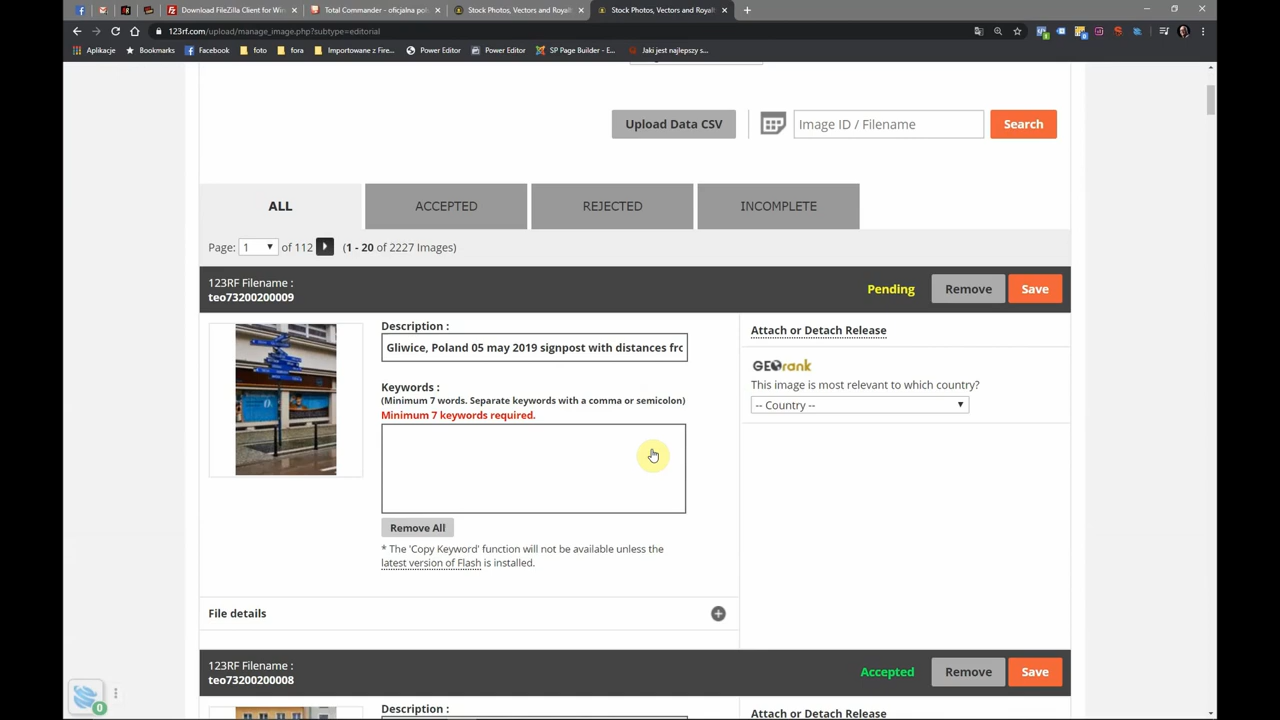 Download FileZilla Client for Win
Total Commander - oficjalna pol
Stock Photos, Vectors and Royalt
Stock Photos, Vectors and Royalt
123rf.com/upload/manage_image.php?subtype=editorial
Aplikacje
Bookmarks
Facebook
foto
fora
Importowane z Fire...
Power Editor
Power Editor
SP Page Builder - E...
Jaki jest najlepszy s...
Upload Data CSV
Image ID / Filename
Search
ALL
ACCEPTED
REJECTED
INCOMPLETE
Page: 1 of 112 (1 - 20 of 2227 Images)
123RF Filename :
teo73200200009
Pending
Remove
Save
Description :
Gliwice, Poland 05 may 2019 signpost with distances fro
Keywords :
(Minimum 7 words. Separate keywords with a comma or semicolon)
Minimum 7 keywords required.
Remove All
* The 'Copy Keyword' function will not be available unless the
latest version of Flash is installed.
Attach or Detach Release
GEOrank
This image is most relevant to which country?
-- Country --
File details
123RF Filename :
teo73200200008
Accepted
Remove
Save
Description :
Attach or Detach Release
0